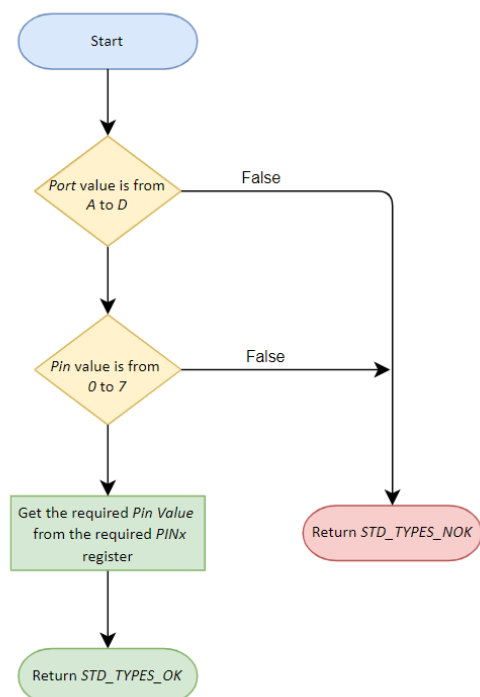 Start
Port value is from
A to D
False
Pin value is from
0 to 7
False
Get the required Pin Value
from the required PINx
register
Return STD_TYPES_NOK
Return STD_TYPES_OK